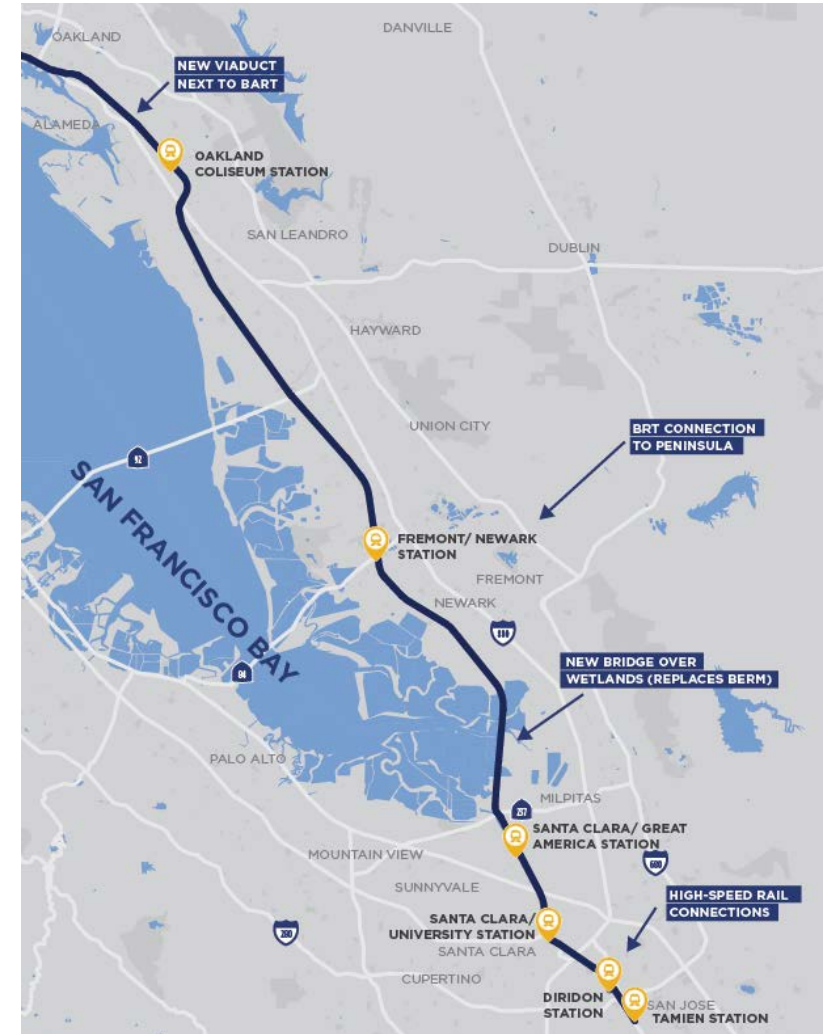 OAKLAND
DANVILLE
NEW VIADUCT
NEXT TO BART
ALAMEDA
OAKLAND
COLISEUM STATION
SAN LEANDRO
DUBLIN
HAYWARD
UNION CITY
BRT CONNECTION
TO PENINSULA
92
SAN FRANCISCO BAY
FREMONT/ NEWARK
STATION
FREMONT
NEWARK
880
NEW BRIDGE OVER
WETLANDS (REPLACES BERM)
84
PALO ALTO
MILPITAS
237
SANTA CLARA/ GREAT
AMERICA STATION
MOUNTAIN VIEW
680
SUNNYVALE
HIGH-SPEED RAIL
CONNECTIONS
SANTA CLARA/
UNIVERSITY STATION
280
SANTA CLARA
CUPERTINO
DIRIDON
STATION
SAN JOSE
TAMIEN STATION